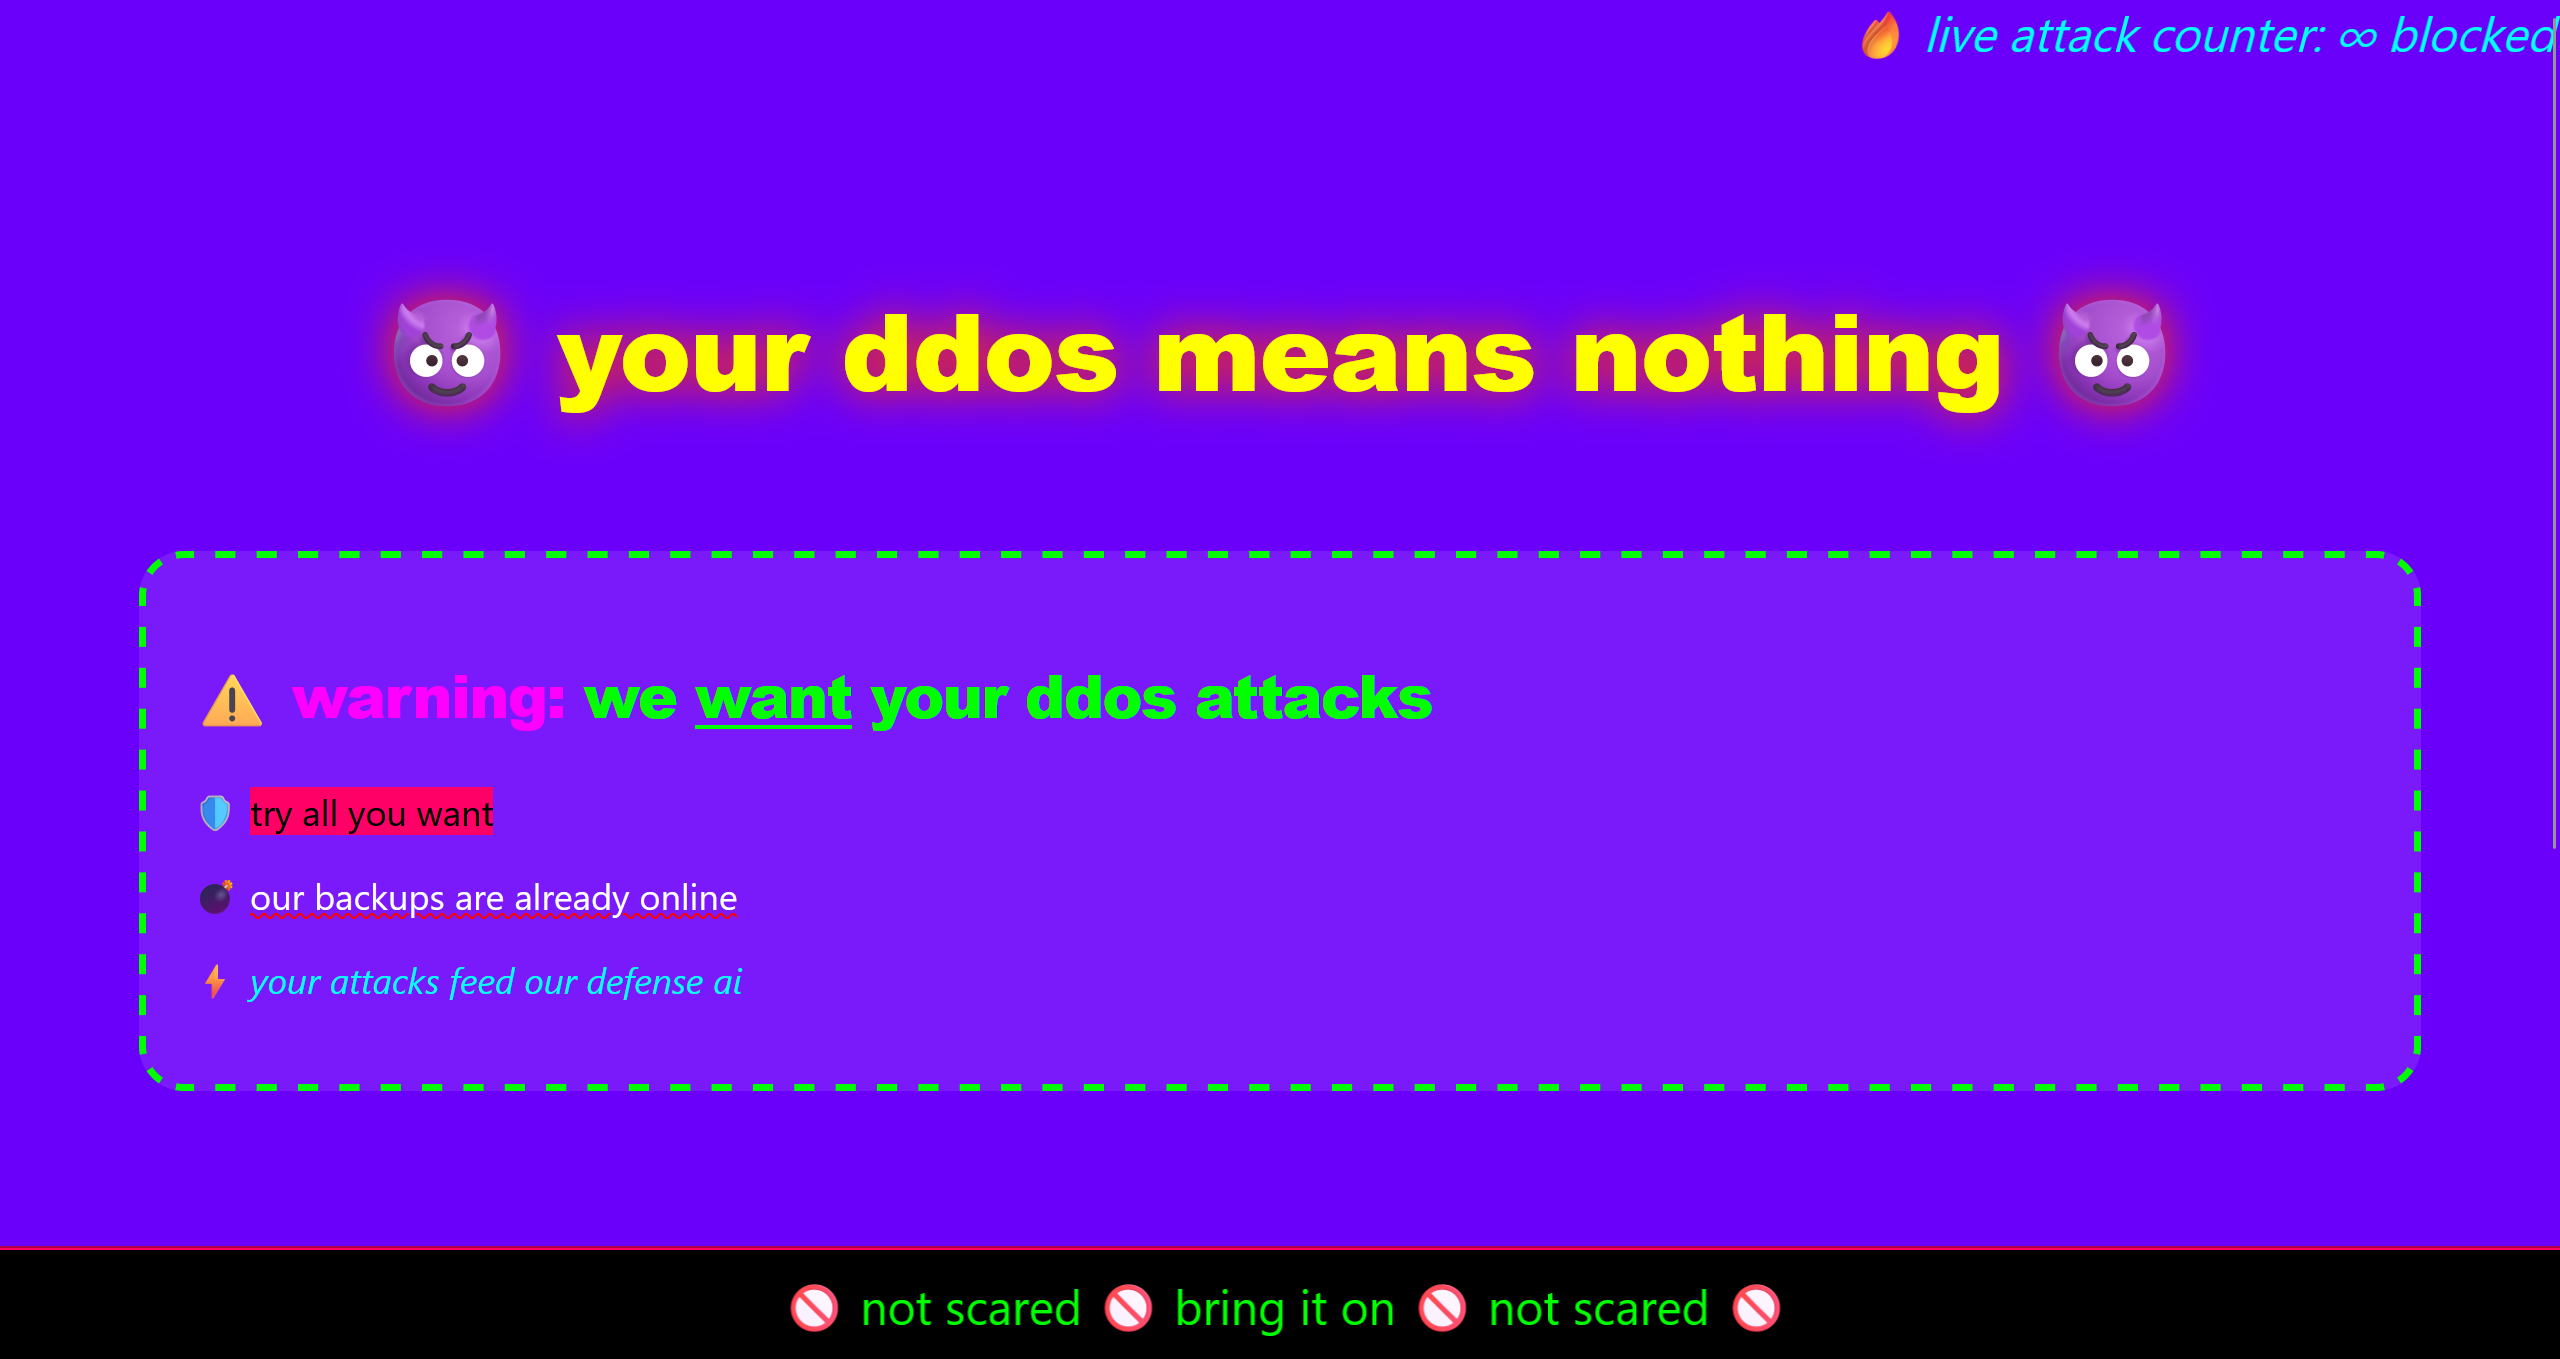 🔥 live attack counter: ∞ blocked
😈 your ddos means nothing 😈
⚠️ warning: we want your ddos attacks
🛡️ try all you want
💣 our backups are already online
⚡ your attacks feed our defense ai
🚫 not scared 🚫 bring it on 🚫 not scared 🚫